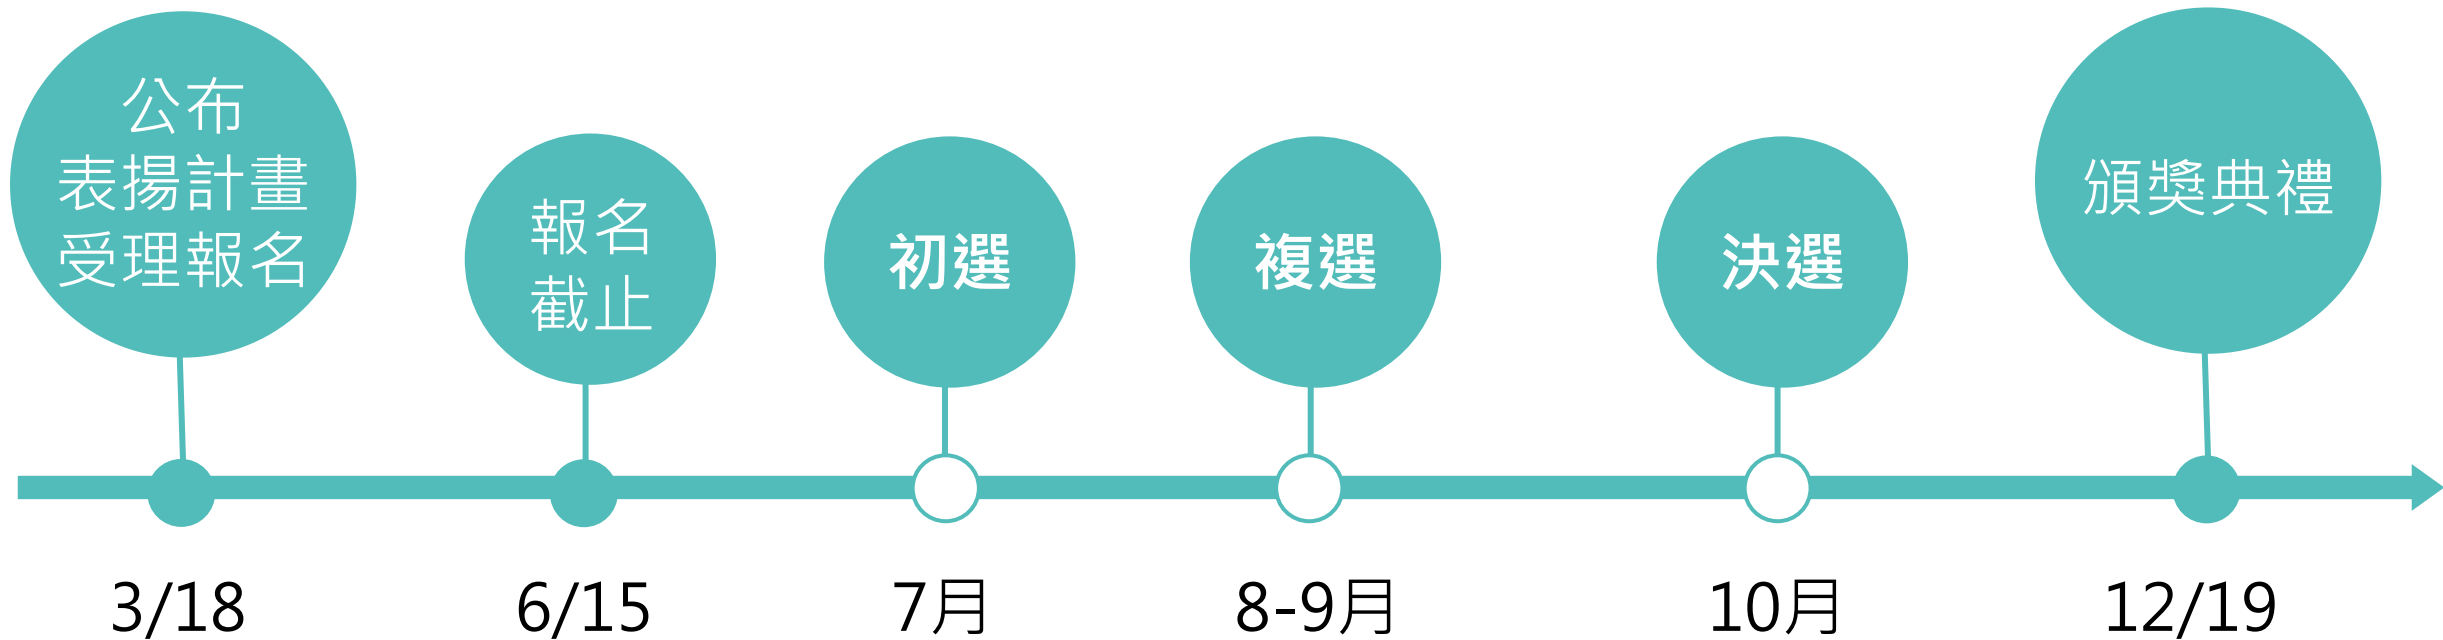 公布
表揚計畫
受理報名
報名
截止
初選
複選
決選
頒獎典禮
3/18
6/15
7月
8-9月
10月
12/19